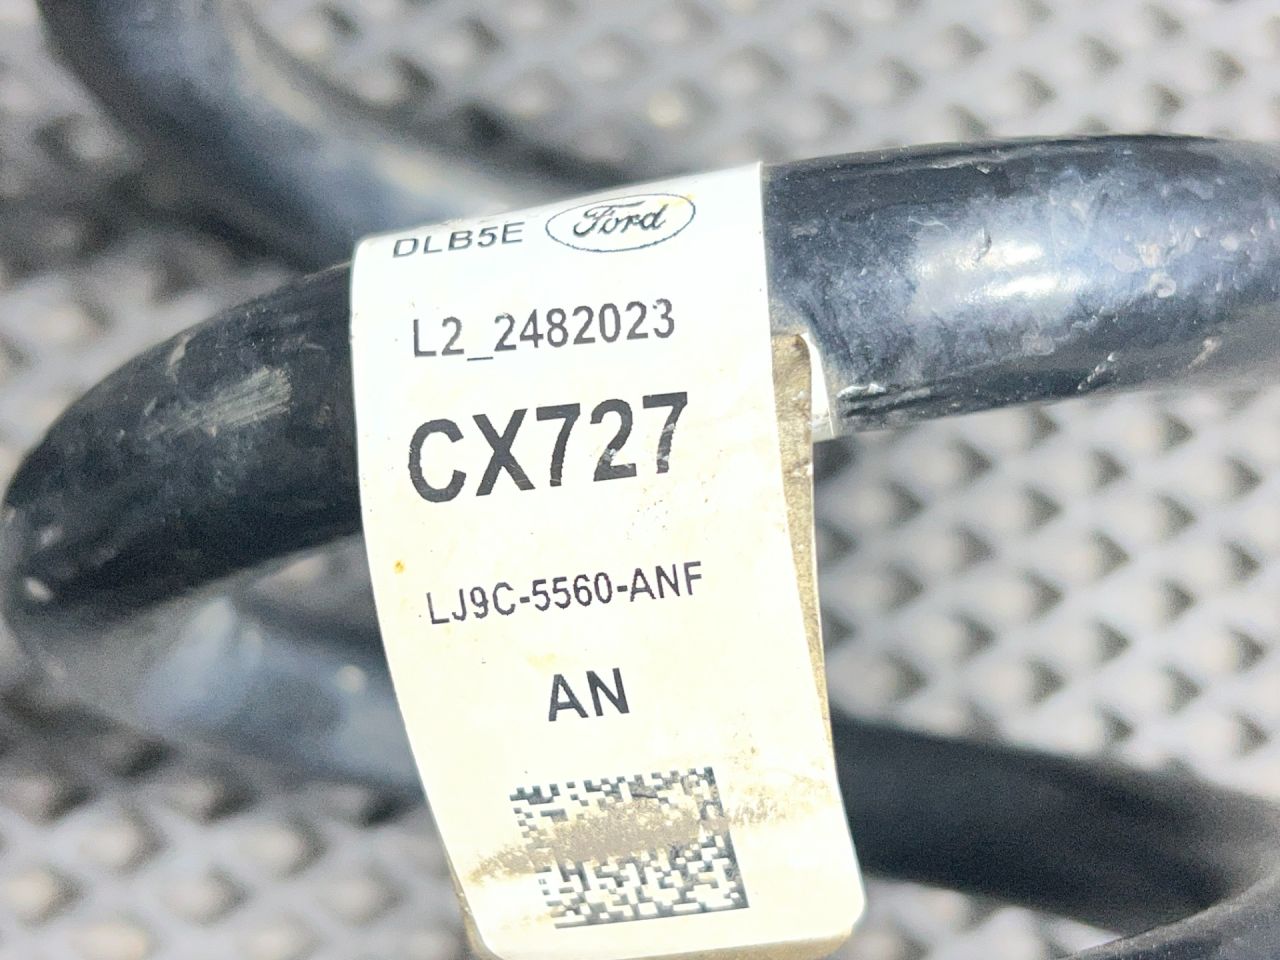 DLB5E Ford
L2_2482023
CX727
LJ9C-5560-ANF
AN